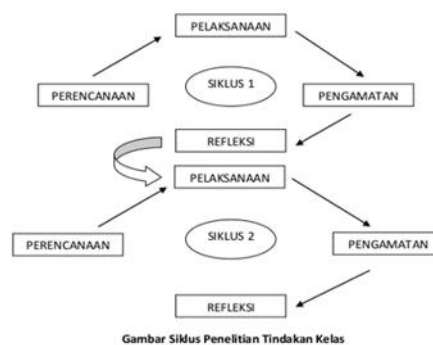 PELAKSANAAN
PERENCANAAN
SIKLUS 1
PENGAMATAN
REFLEKSI
PELAKSANAAN
PERENCANAAN
SIKLUS 2
PENGAMATAN
REFLEKSI
Gambar Siklus Penelitian Tindakan Kelas